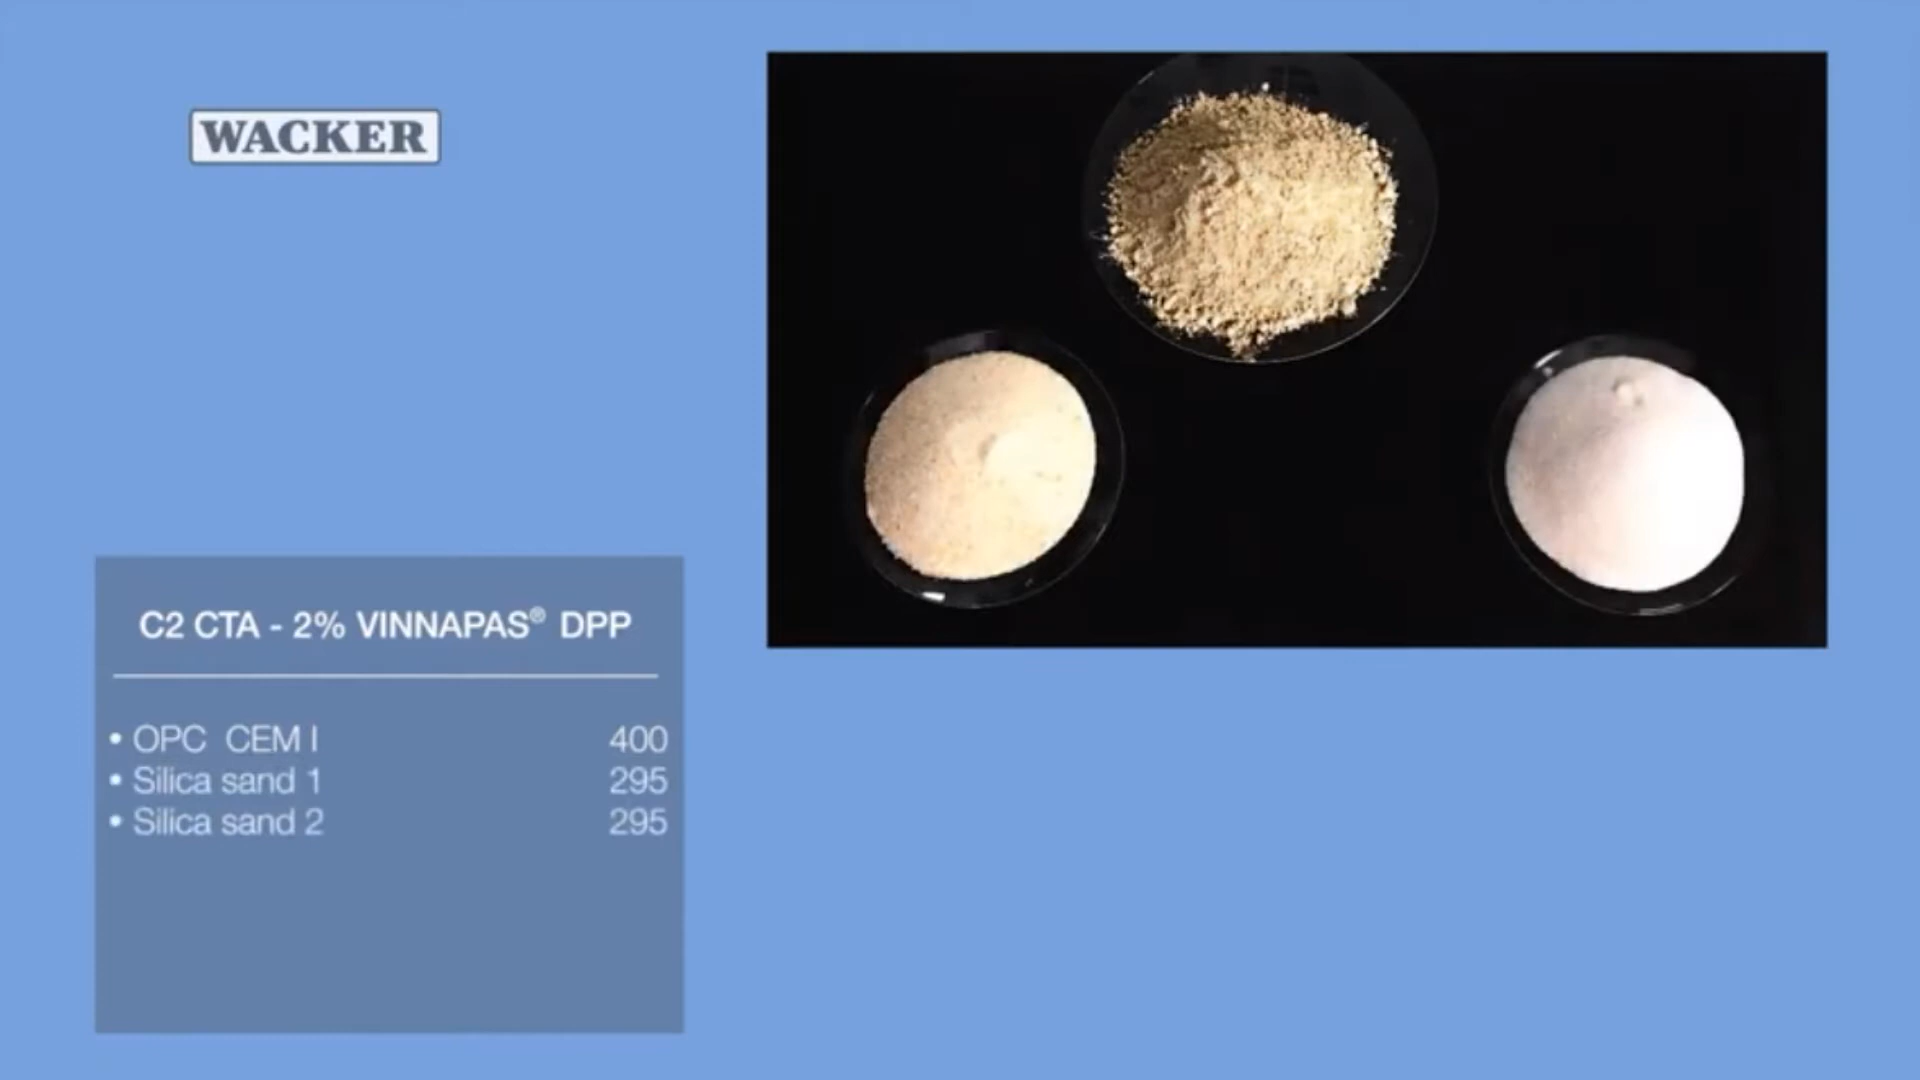 WACKER
C2 CTA - 2% VINNAPAS® DPP
• OPC CEM I 400
• Silica sand 1 295
• Silica sand 2 295